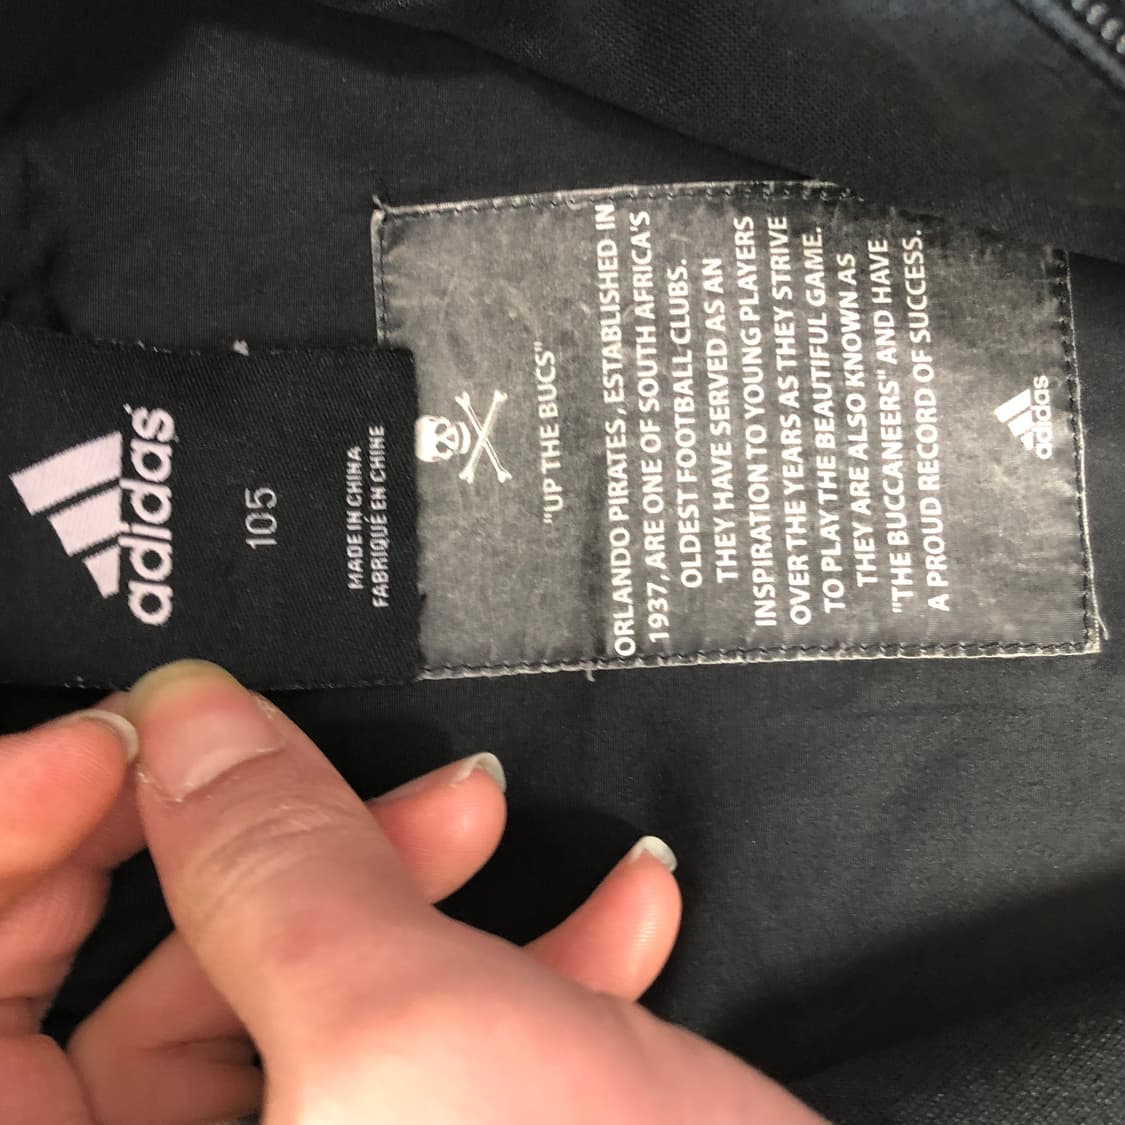 adidas
105
MADE IN CHINA
FABRIQUÉ EN CHINE
"UP THE BUCS"
ORLANDO PIRATES, ESTABLISHED IN
1937, ARE ONE OF SOUTH AFRICA'S
OLDEST FOOTBALL CLUBS.
THEY HAVE SERVED AS AN
INSPIRATION TO YOUNG PLAYERS
OVER THE YEARS AS THEY STRIVE
TO PLAY THE BEAUTIFUL GAME.
THEY ARE ALSO KNOWN AS
"THE BUCCANEERS" AND HAVE
A PROUD RECORD OF SUCCESS.
adidas